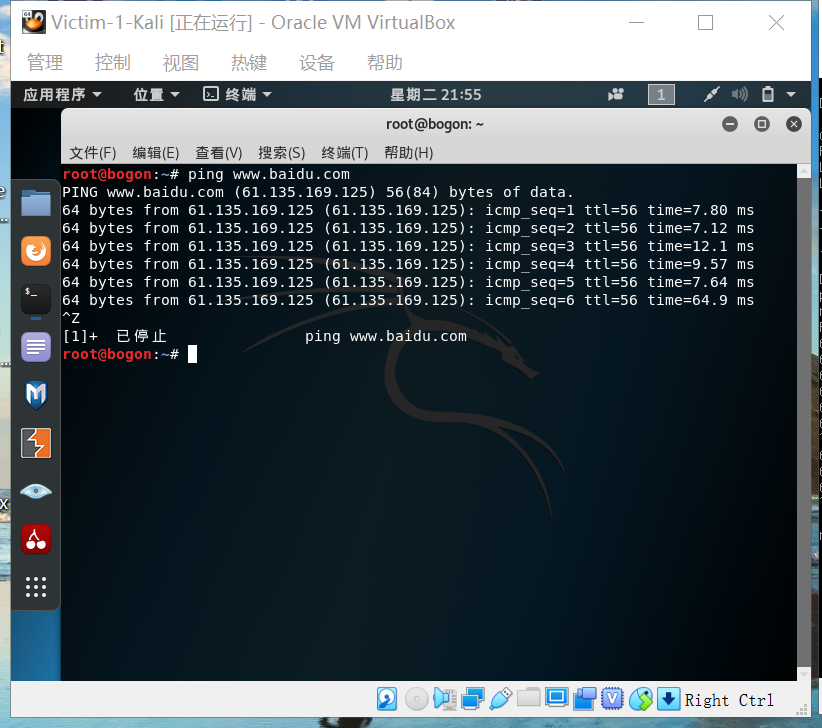 Victim-1-Kali [正在运行] - Oracle VM VirtualBox
管理 控制 视图 热键 设备 帮助
应用程序 位置 终端 星期二 21:55 1
root@bogon: ~
文件(F) 编辑(E) 查看(V) 搜索(S) 终端(T) 帮助(H)
root@bogon:~# ping www.baidu.com
PING www.baidu.com (61.135.169.125) 56(84) bytes of data.
64 bytes from 61.135.169.125 (61.135.169.125): icmp_seq=1 ttl=56 time=7.80 ms
64 bytes from 61.135.169.125 (61.135.169.125): icmp_seq=2 ttl=56 time=7.12 ms
64 bytes from 61.135.169.125 (61.135.169.125): icmp_seq=3 ttl=56 time=12.1 ms
64 bytes from 61.135.169.125 (61.135.169.125): icmp_seq=4 ttl=56 time=9.57 ms
64 bytes from 61.135.169.125 (61.135.169.125): icmp_seq=5 ttl=56 time=7.64 ms
64 bytes from 61.135.169.125 (61.135.169.125): icmp_seq=6 ttl=56 time=64.9 ms
^Z
[1]+ 已停止 ping www.baidu.com
root@bogon:~#
Right Ctrl